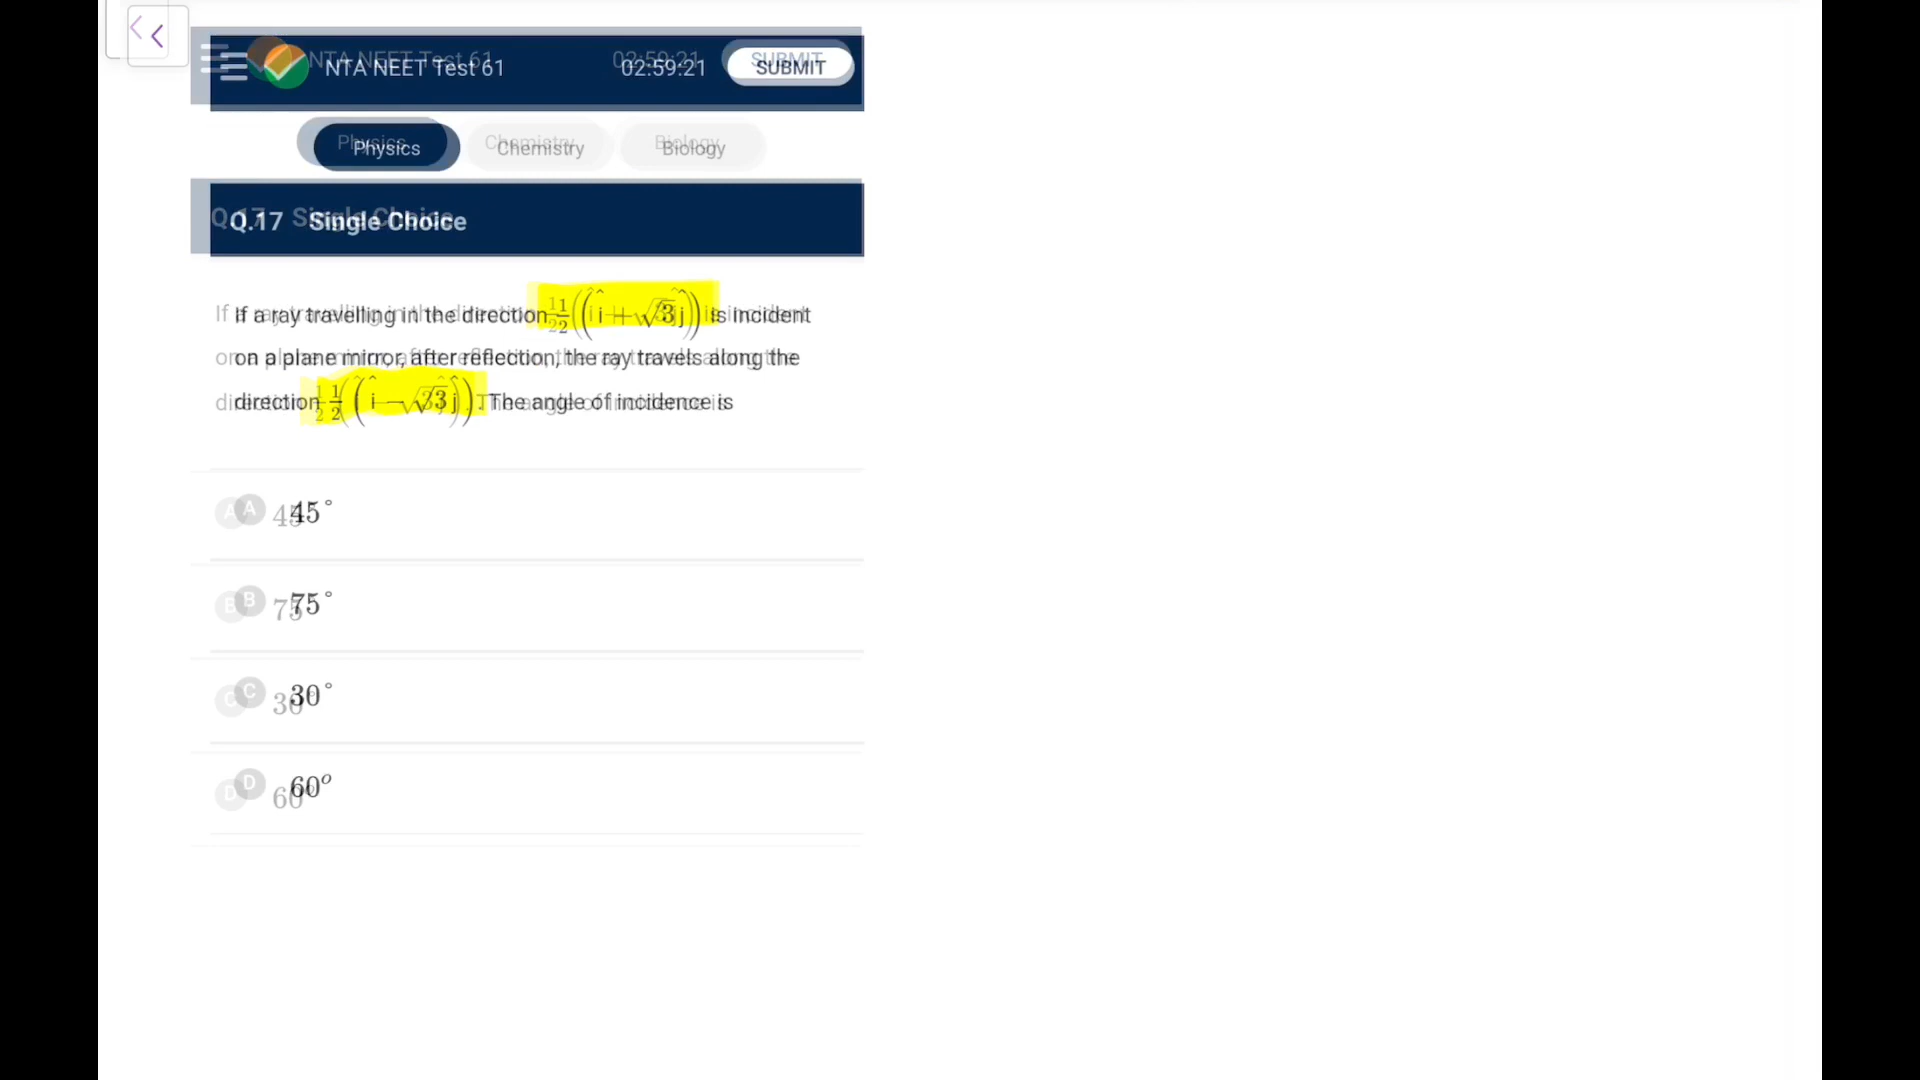 NTA NEET Test 61 02:59:21 SUBMIT
Physics Chemistry Biology
Q.17 Single Choice
If a ray travelling in the direction 1/2 (î + √3 ĵ) is incident
on a plane mirror, after reflection, the ray travels along the
direction 1/2 (î − √3 ĵ). The angle of incidence is
A 45°
B 75°
C 30°
D 60°